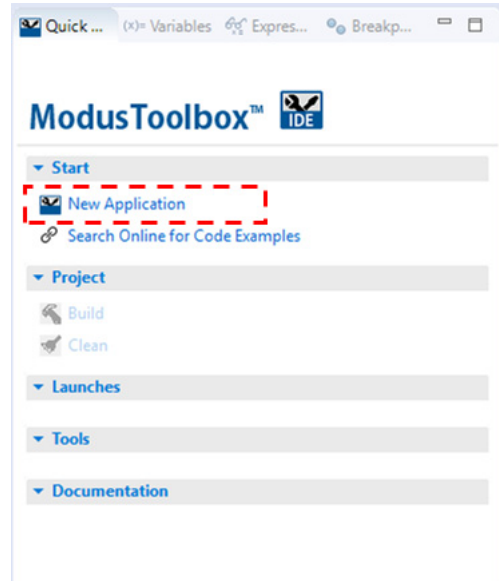 Quick ... (x)= Variables Expres... Breakp...
ModusToolbox™ IDE
Start
New Application
Search Online for Code Examples
Project
Build
Clean
Launches
Tools
Documentation